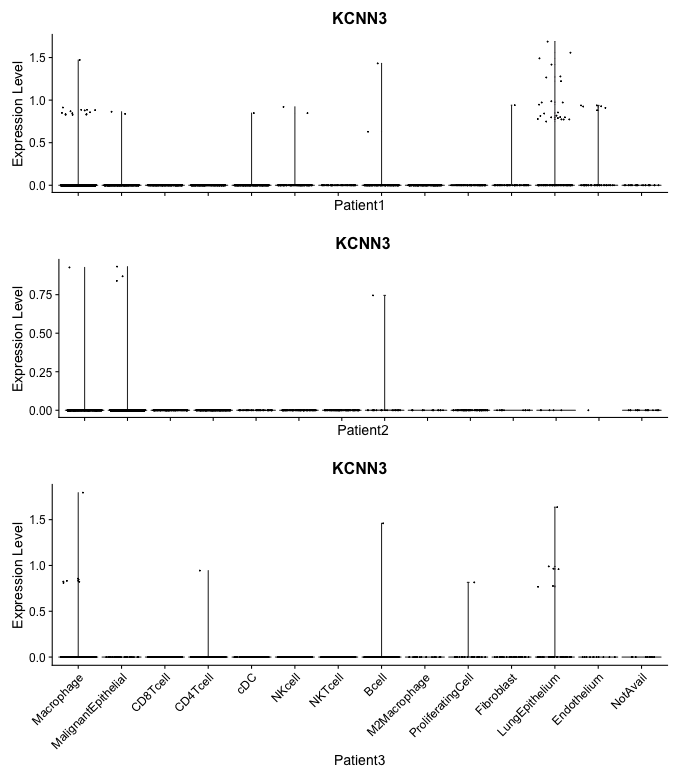 KCNN3
Expression Level
1.5
1.0
0.5
0.0
Patient1
KCNN3
Expression Level
0.75
0.50
0.25
0.00
Patient2
KCNN3
Expression Level
1.5
1.0
0.5
0.0
Macrophage
MalignantEpithelial
CD8Tcell
CD4Tcell
cDC
NKcell
NKTcell
Bcell
M2Macrophage
ProliferatingCell
Fibroblast
LungEpithelium
Endothelium
NotAvail
Patient3